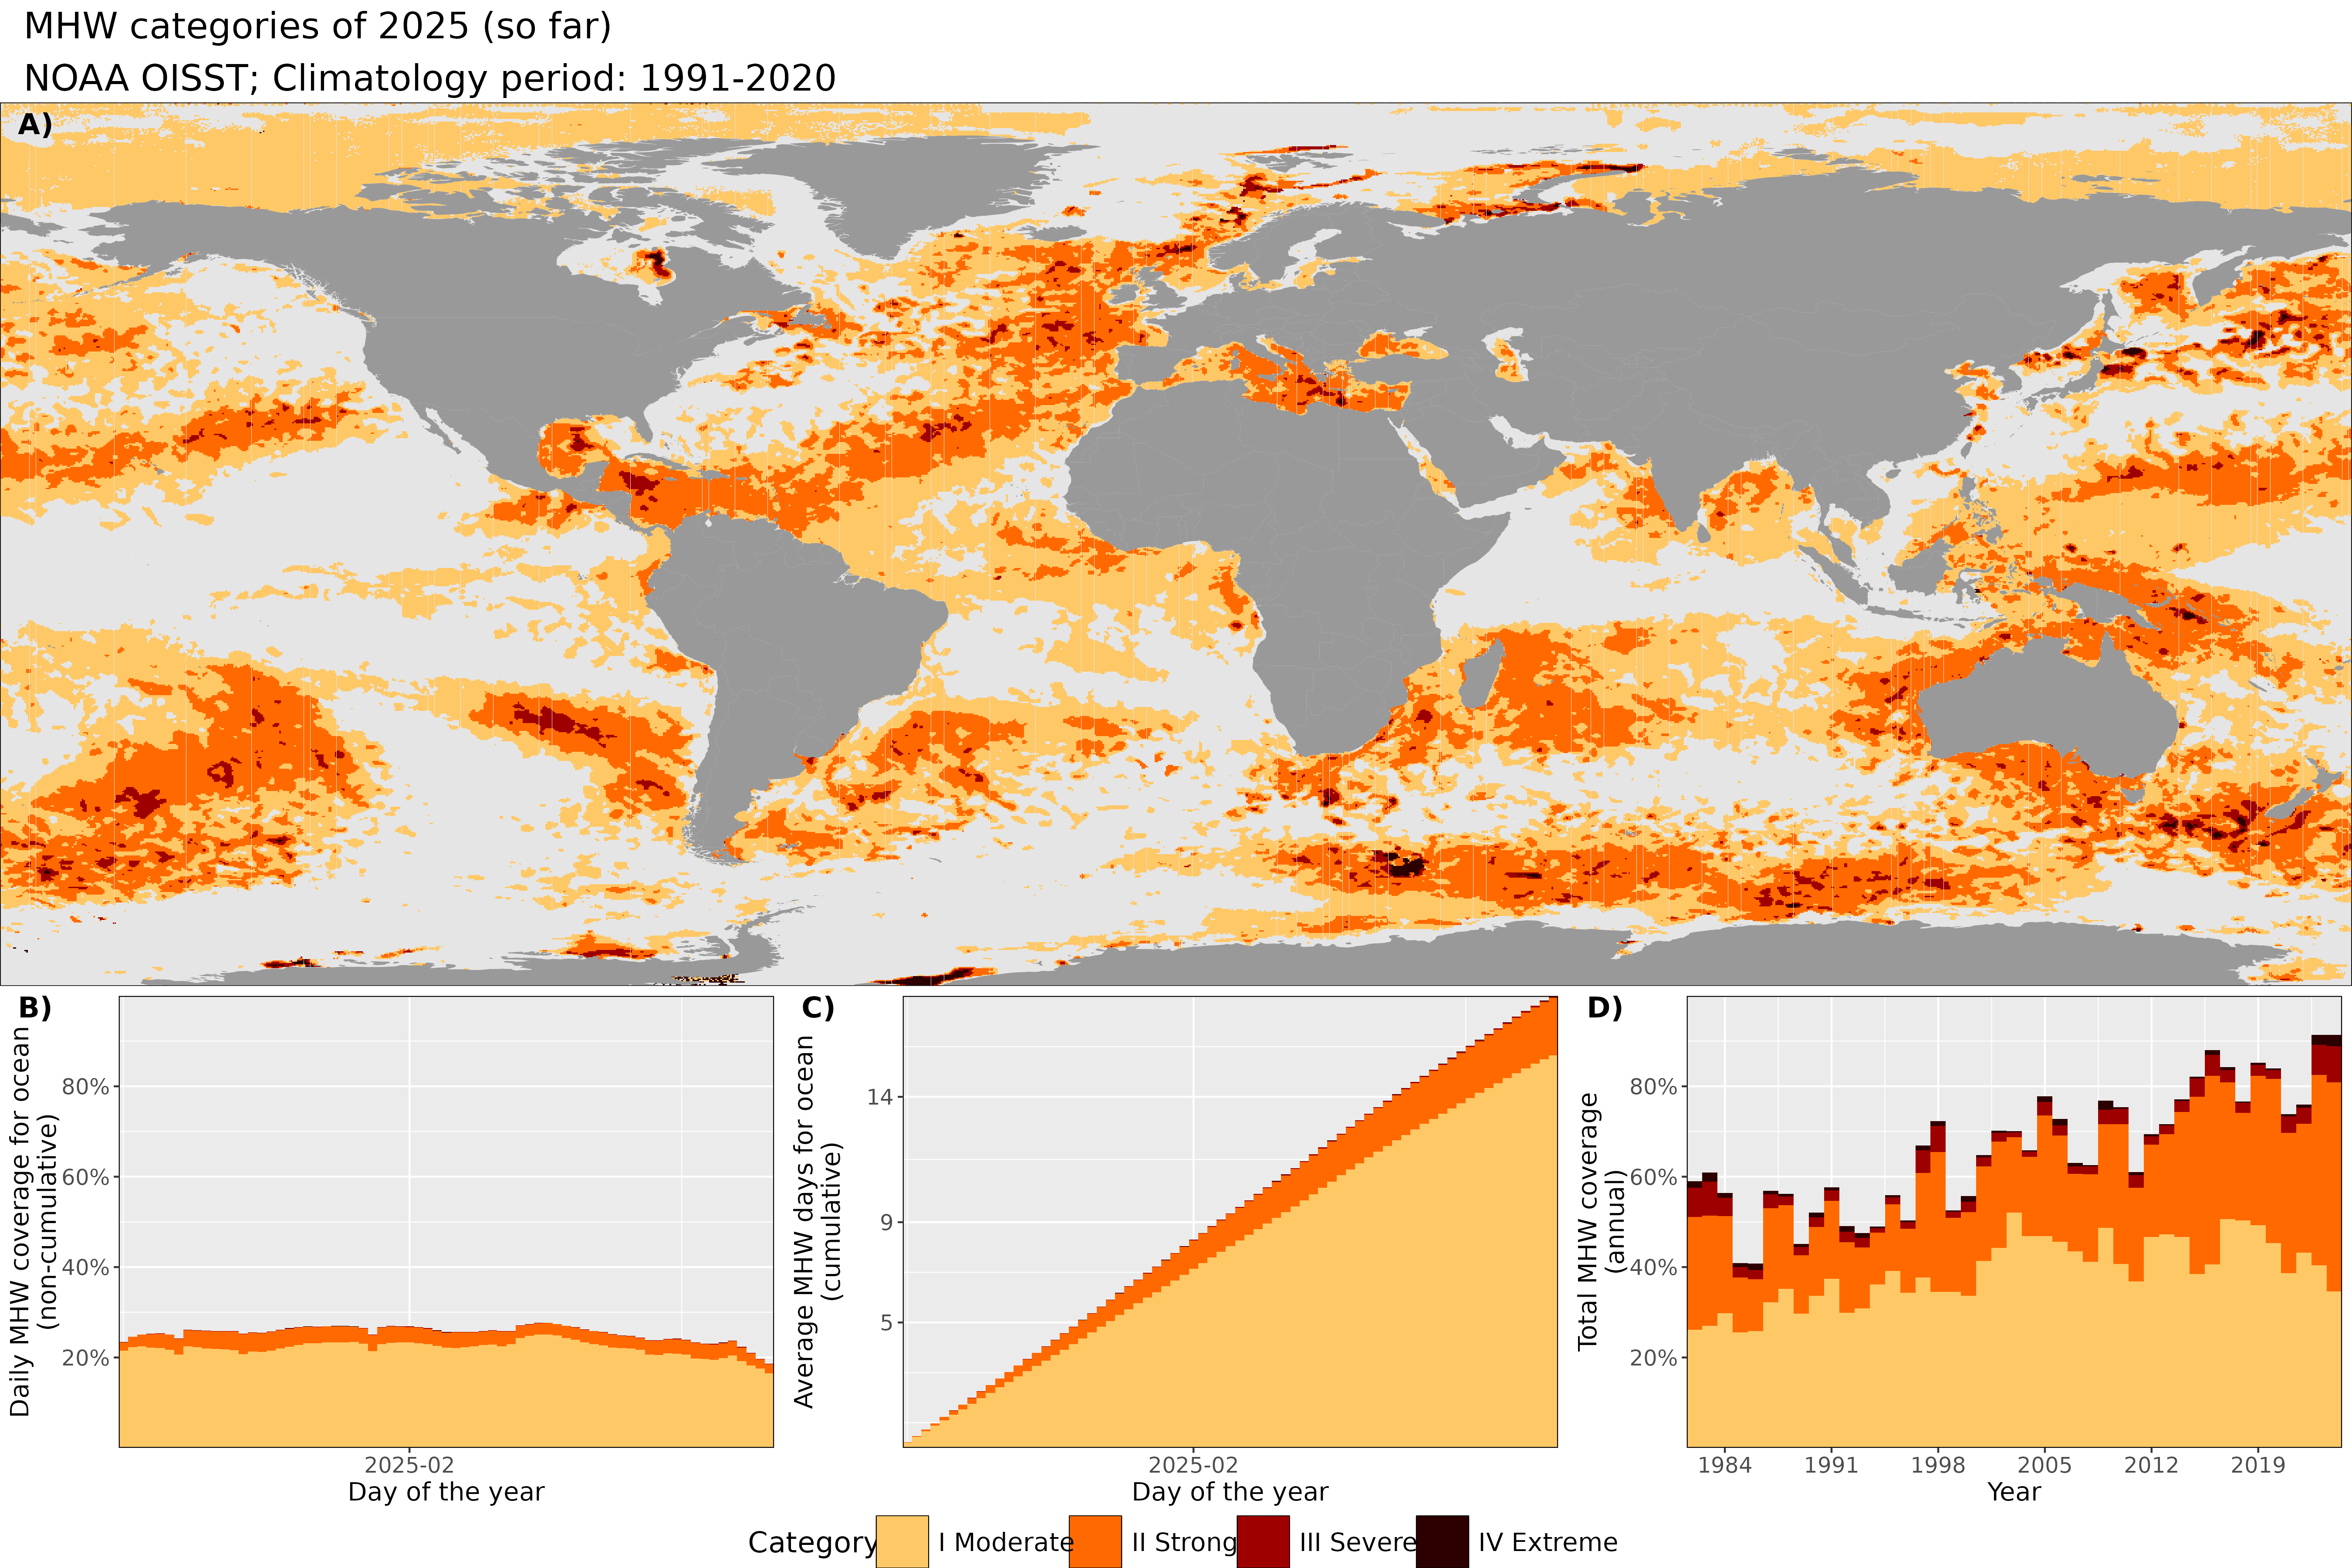 MHW categories of 2025 (so far)
NOAA OISST; Climatology period: 1991-2020
A)
B)
Daily MHW coverage for ocean
(non-cumulative)
80%
60%
40%
20%
2025-02
Day of the year
C)
Average MHW days for ocean
(cumulative)
14
9
5
2025-02
Day of the year
D)
Total MHW coverage
(annual)
80%
60%
40%
20%
1984 1991 1998 2005 2012 2019
Year
Category I Moderate II Strong III Severe IV Extreme